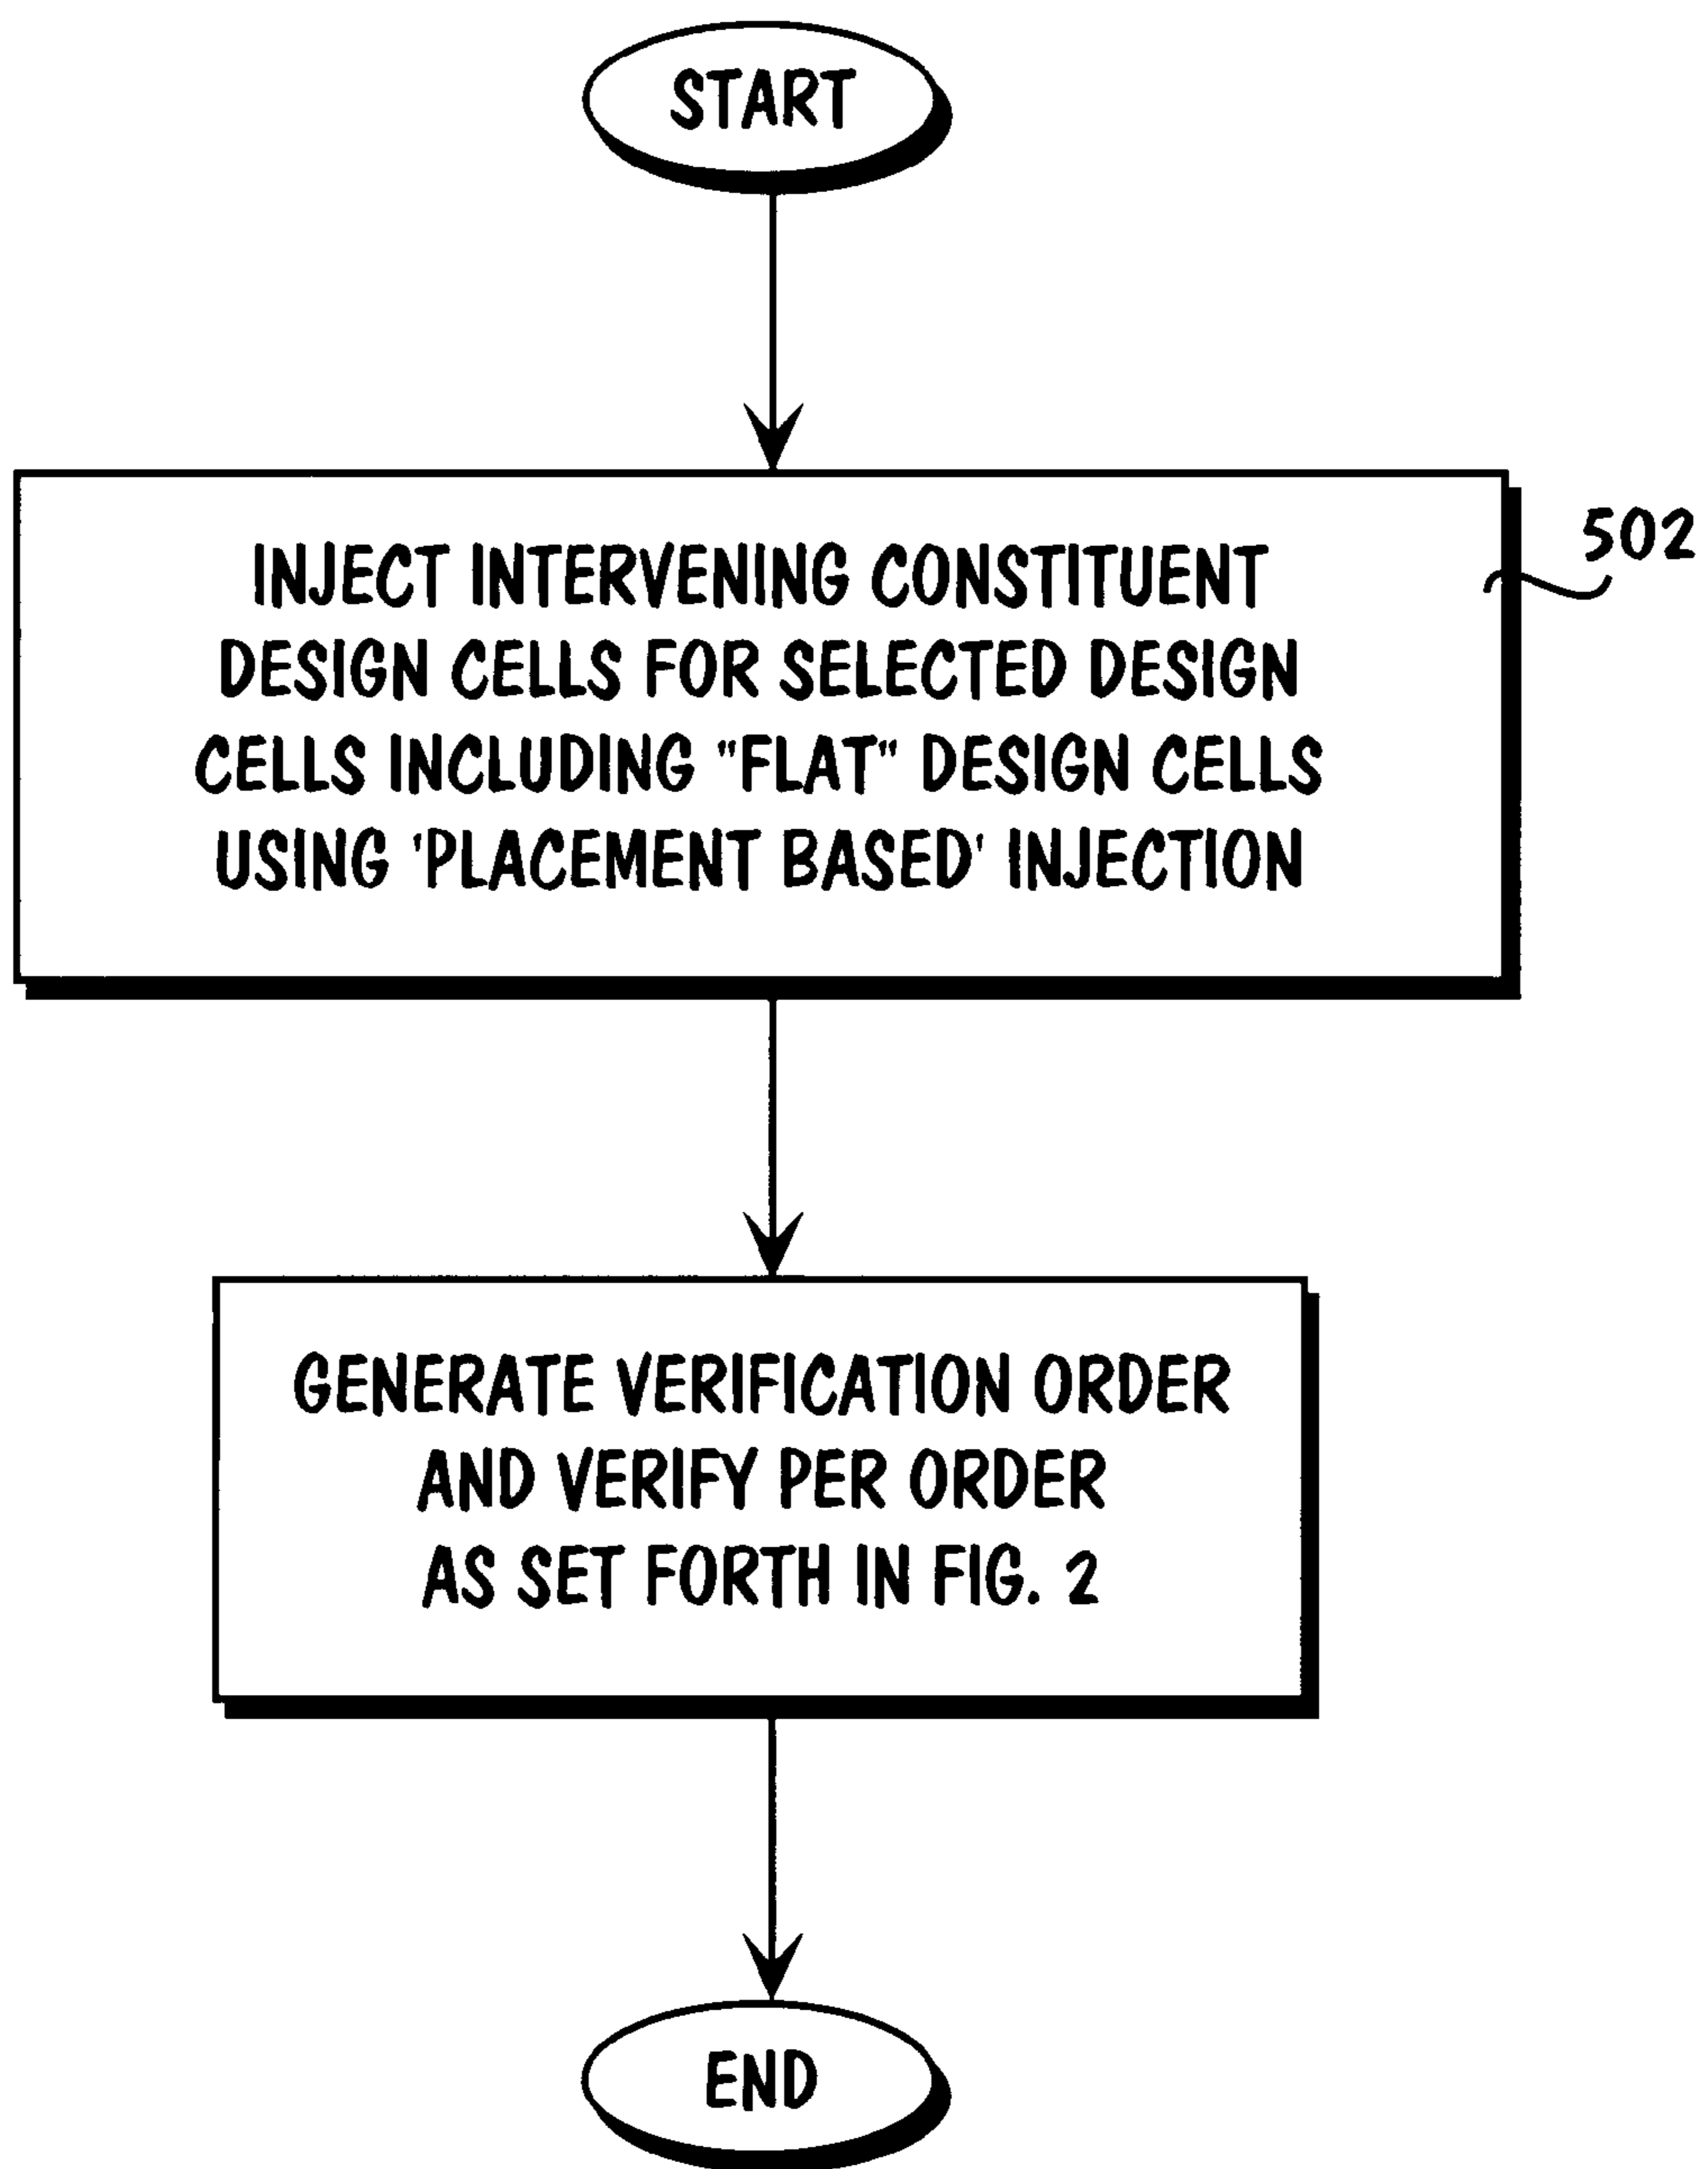 START
INJECT INTERVENING CONSTITUENT
502
DESIGN CELLS FOR SELECTED DESIGN
CELLS INCLUDING "FLAT" DESIGN CELLS
USING 'PLACEMENT BASED' INJECTION
GENERATE VERIFICATION ORDER
AND VERIFY PER ORDER
AS SET FORTH IN FIG. 2
END